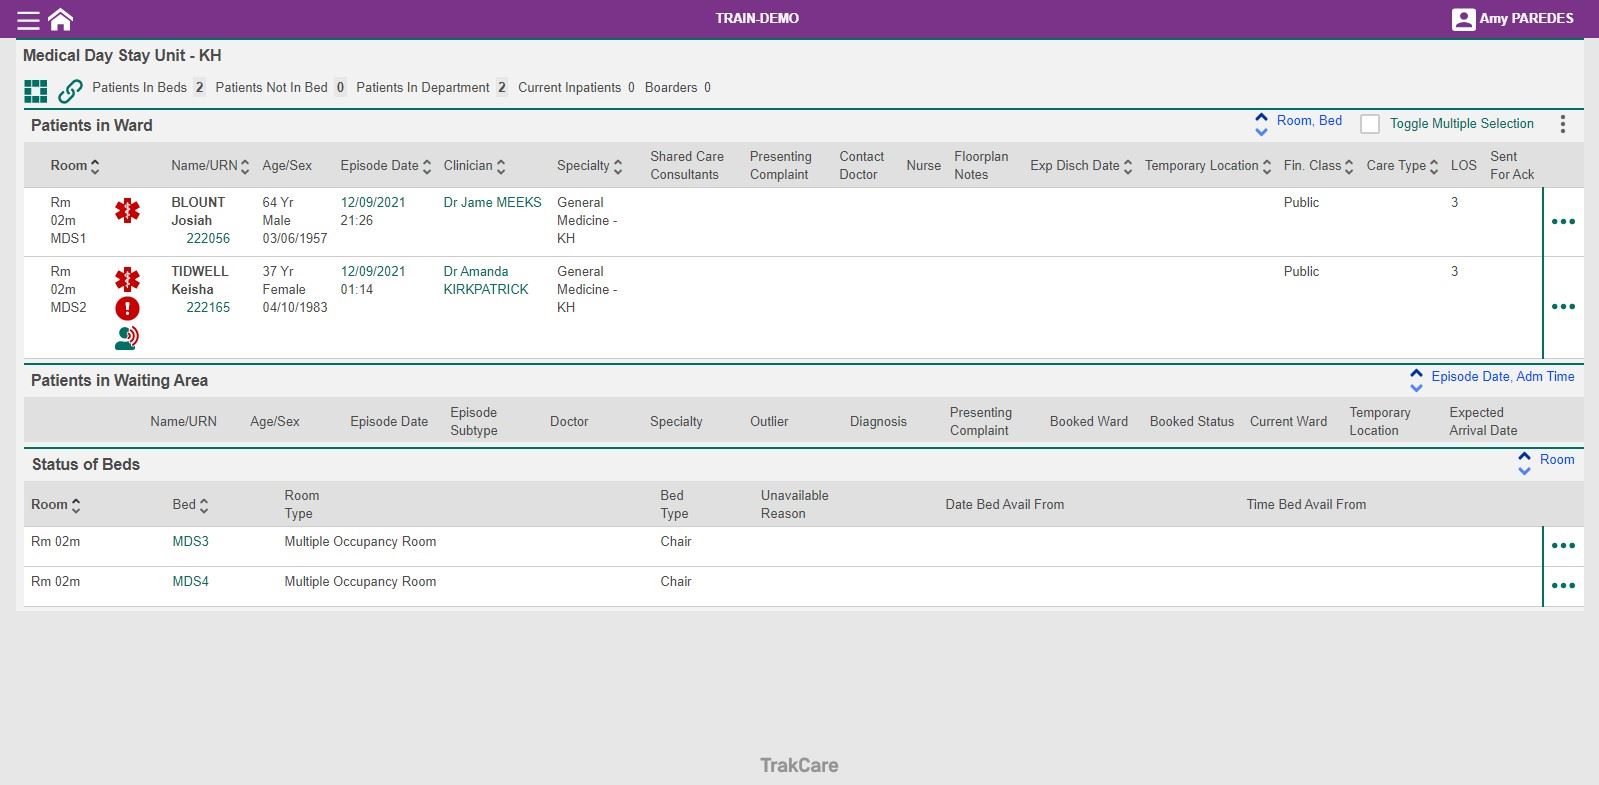 TRAIN-DEMO
Amy PAREDES
Medical Day Stay Unit - KH
Patients In Beds 2 Patients Not In Bed 0 Patients In Department 2 Current Inpatients 0 Boarders 0
Patients in Ward
Room, Bed
Toggle Multiple Selection
Room Name/URN Age/Sex Episode Date Clinician Specialty Shared Care Consultants Presenting Complaint Contact Doctor Nurse Floorplan Notes Exp Disch Date Temporary Location Fin. Class Care Type LOS Sent For Ack
Rm BLOUNT 64 Yr 12/09/2021 Dr Jame MEEKS General Public 3
02m Josiah Male 21:26 Medicine -
MDS1 222056 03/06/1957 KH
Rm TIDWELL 37 Yr 12/09/2021 Dr Amanda General Public 3
02m Keisha Female 01:14 KIRKPATRICK Medicine -
MDS2 222165 04/10/1983 KH
Patients in Waiting Area
Episode Date, Adm Time
Name/URN Age/Sex Episode Date Episode Subtype Doctor Specialty Outlier Diagnosis Presenting Complaint Booked Ward Booked Status Current Ward Temporary Location Expected Arrival Date
Status of Beds
Room
Room Bed Room Type Bed Type Unavailable Reason Date Bed Avail From Time Bed Avail From
Rm 02m MDS3 Multiple Occupancy Room Chair
Rm 02m MDS4 Multiple Occupancy Room Chair
TrakCare